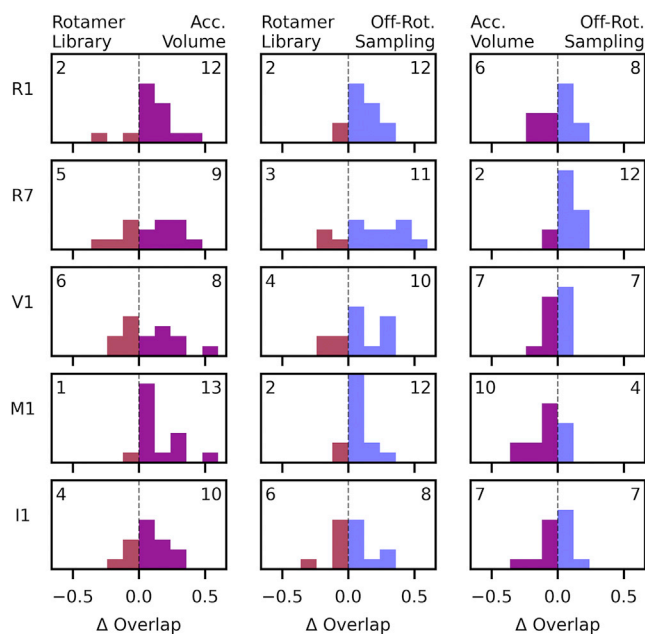 Rotamer Library Acc. Volume
Rotamer Library Off-Rot. Sampling
Acc. Volume Off-Rot. Sampling
R1 2 12 2 12 6 8
R7 5 9 3 11 2 12
V1 6 8 4 10 7 7
M1 1 13 2 12 10 4
I1 4 10 6 8 7 7
−0.5 0.0 0.5 −0.5 0.0 0.5 −0.5 0.0 0.5
Δ Overlap Δ Overlap Δ Overlap